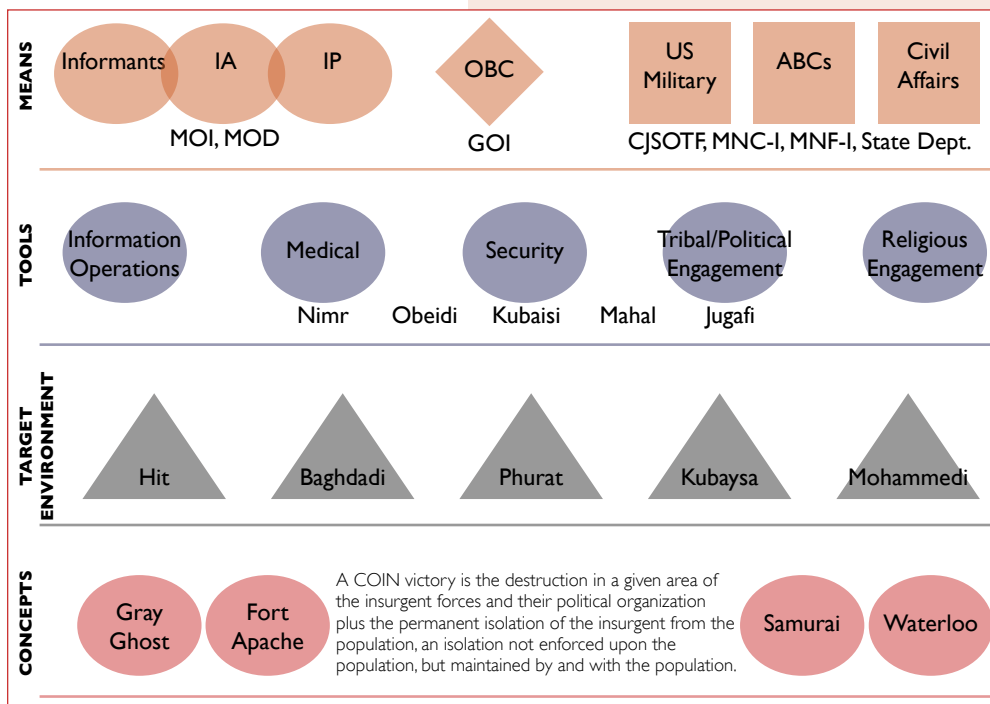 MEANS
Informants
IA
IP
OBC
US
Military
ABCs
Civil
Affairs
MOI, MOD
GOI
CJSOTF, MNC-I, MNF-I, State Dept.
TOOLS
Information
Operations
Medical
Security
Tribal/Political
Engagement
Religious
Engagement
Nimr
Obeidi
Kubaisi
Mahal
Jugafi
TARGET
ENVIRONMENT
Hit
Baghdadi
Phurat
Kubaysa
Mohammedi
CONCEPTS
Gray
Ghost
Fort
Apache
A COIN victory is the destruction in a given area of
the insurgent forces and their political organization
plus the permanent isolation of the insurgent from the
population, an isolation not enforced upon the
population, but maintained by and with the population.
Samurai
Waterloo